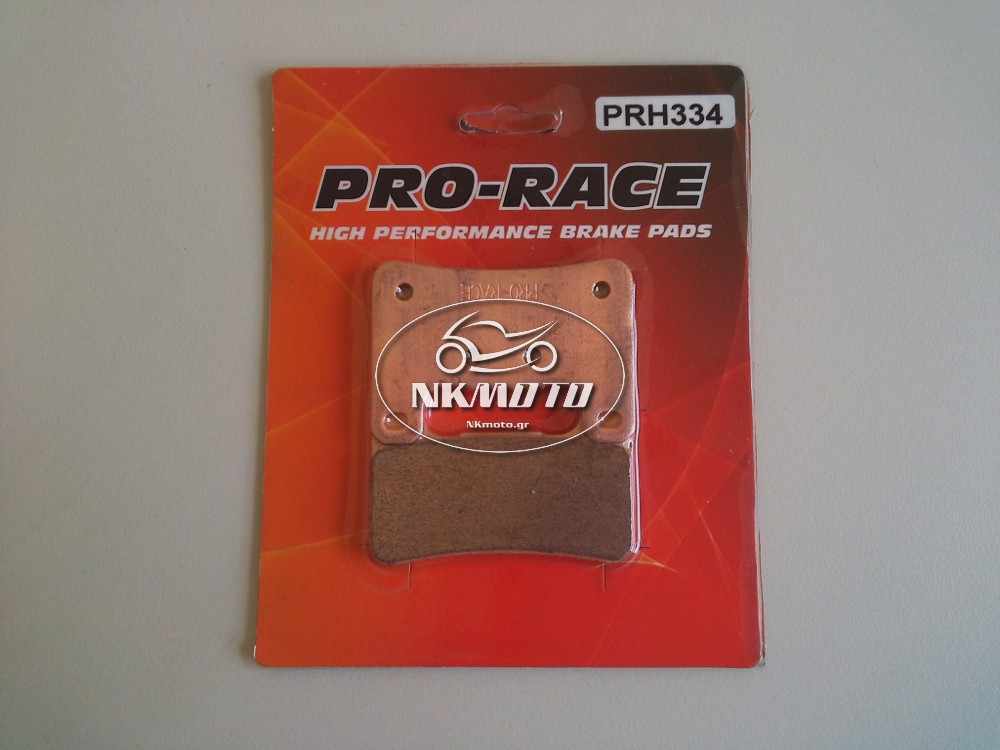 PRH334
PRO-RACE
HIGH PERFORMANCE BRAKE PADS
PRO-RACE
NKMOTO
NKmoto.gr